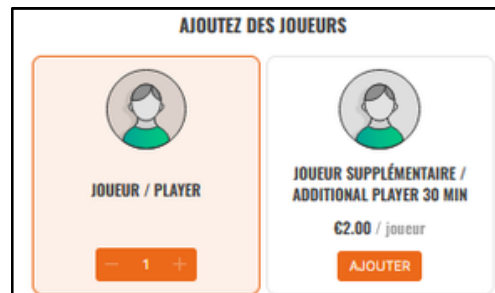 AJOUTEZ DES JOUEURS
JOUEUR / PLAYER
− 1 +
JOUEUR SUPPLÉMENTAIRE /
ADDITIONAL PLAYER 30 MIN
€2.00 / joueur
AJOUTER